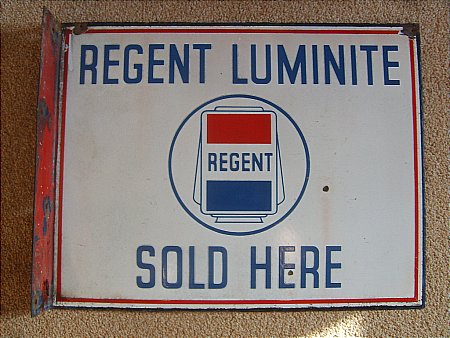 REGENT LUMINITE
REGENT
SOLD HERE